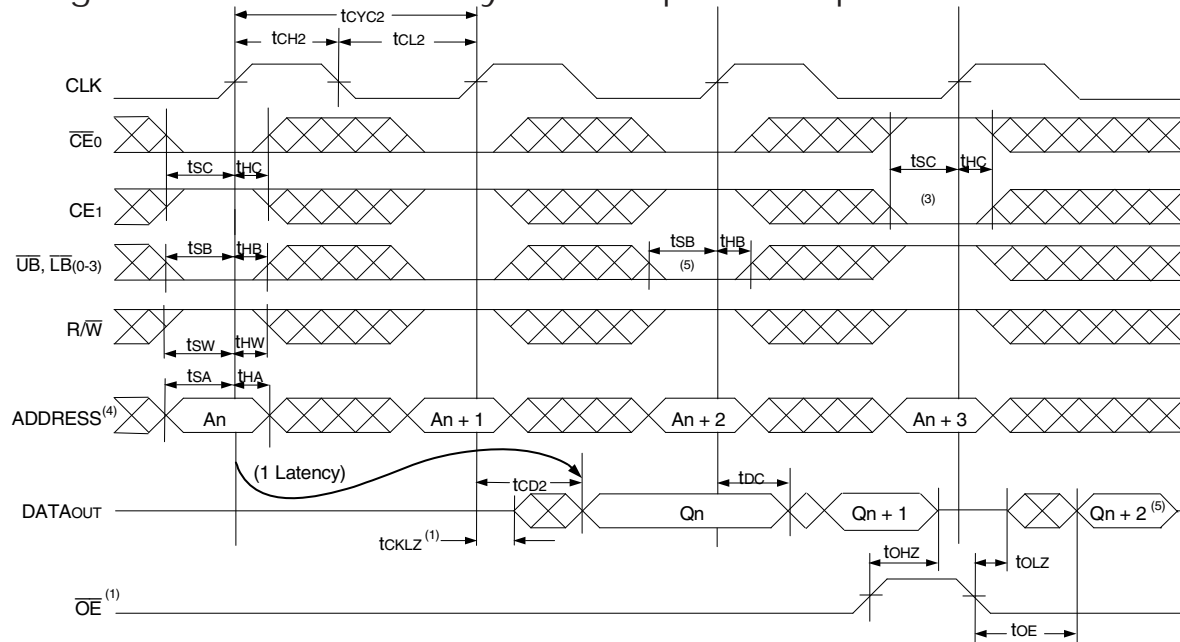 tCYC2
tCH2 tCL2
CLK
CE0
tSC tHC tSC tHC
(3)
CE1
tSB tHB tSB tHB
UB, LB(0-3)
(5)
R/W
tSW tHW
tSA tHA
ADDRESS(4) An An + 1 An + 2 An + 3
(1 Latency)
tCD2 tDC
DATAOUT Qn Qn + 1 Qn + 2 (5)
tCKLZ (1)
tOHZ tOLZ
OE (1)
tOE